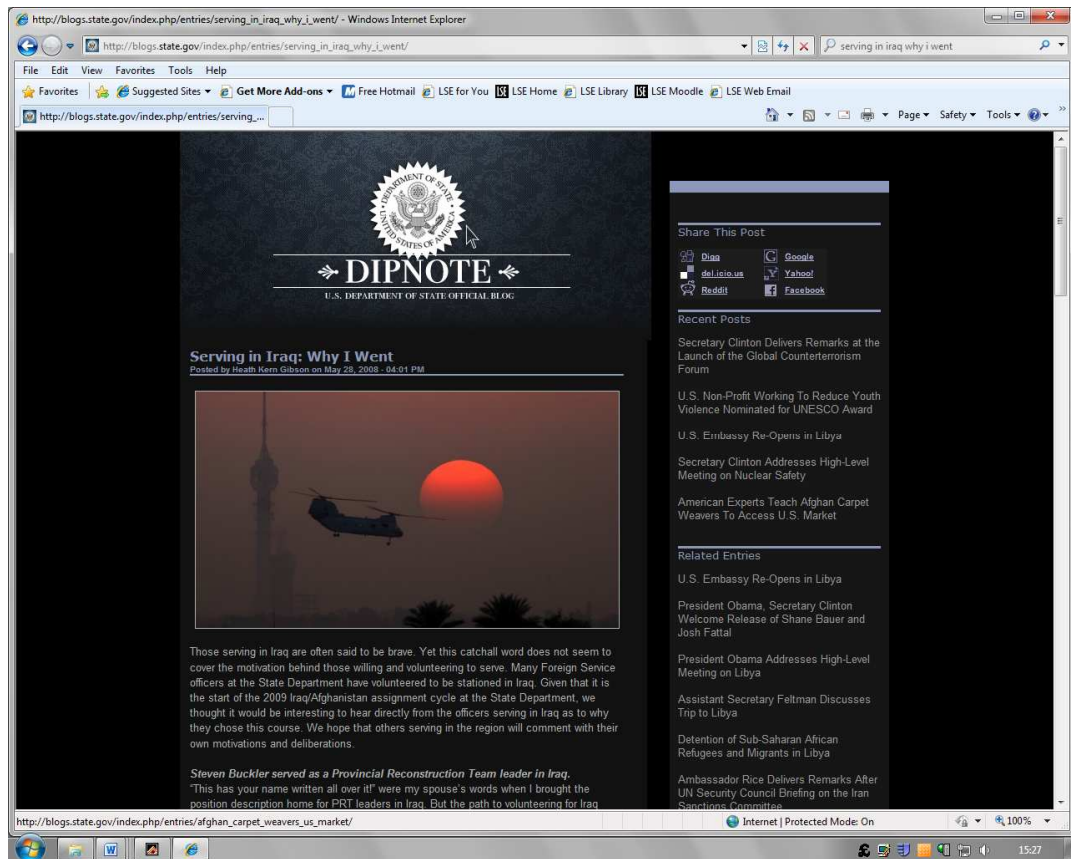 http://blogs.state.gov/index.php/entries/serving_in_iraq_why_i_went/ - Windows Internet Explorer
http://blogs.state.gov/index.php/entries/serving_in_iraq_why_i_went/
serving in iraq why i went
File Edit View Favorites Tools Help
Favorites Suggested Sites Get More Add-ons Free Hotmail LSE for You LSE Home LSE Library LSE Moodle LSE Web Email
http://blogs.state.gov/index.php/entries/serving_...
Page Safety Tools
DEPARTMENT OF STATE
UNITED STATES OF AMERICA
DIPNOTE
U.S. DEPARTMENT OF STATE OFFICIAL BLOG
Serving in Iraq: Why I Went
Posted by Heath Kern Gibson on May 28, 2008 - 04:01 PM
Those serving in Iraq are often said to be brave. Yet this catchall word does not seem to
cover the motivation behind those willing and volunteering to serve. Many Foreign Service
officers at the State Department have volunteered to be stationed in Iraq. Given that it is
the start of the 2009 Iraq/Afghanistan assignment cycle at the State Department, we
thought it would be interesting to hear directly from the officers serving in Iraq as to why
they chose this course. We hope that others serving in the region will comment with their
own motivations and deliberations.
Steven Buckler served as a Provincial Reconstruction Team leader in Iraq.
"This has your name written all over it!" were my spouse's words when I brought the
position description home for PRT leaders in Iraq. But the path to volunteering for Iraq
Share This Post
Digg Google
del.icio.us Yahoo!
Reddit Facebook
Recent Posts
Secretary Clinton Delivers Remarks at the
Launch of the Global Counterterrorism
Forum
U.S. Non-Profit Working To Reduce Youth
Violence Nominated for UNESCO Award
U.S. Embassy Re-Opens in Libya
Secretary Clinton Addresses High-Level
Meeting on Nuclear Safety
American Experts Teach Afghan Carpet
Weavers To Access U.S. Market
Related Entries
U.S. Embassy Re-Opens in Libya
President Obama, Secretary Clinton
Welcome Release of Shane Bauer and
Josh Fattal
President Obama Addresses High-Level
Meeting on Libya
Assistant Secretary Feltman Discusses
Trip to Libya
Detention of Sub-Saharan African
Refugees and Migrants in Libya
Ambassador Rice Delivers Remarks After
UN Security Council Briefing on the Iran
Sanctions Committee
http://blogs.state.gov/index.php/entries/afghan_carpet_weavers_us_market/
Internet | Protected Mode: On
100%
15:27